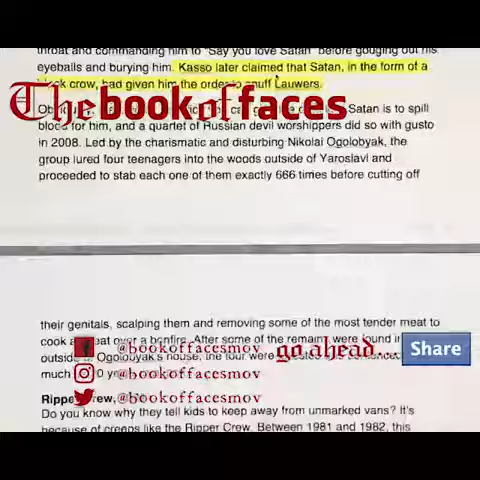 throat and commanding him to "Say you love Satan" before gouging out his
eyeballs and burying him. Kasso later claimed that Satan, in the form of a
black crow, had given him the order to snuff Lauwers.
The bookoffaces
Satan is to spill
blood for him, and a quartet of Russian devil worshippers did so with gusto
in 2008. Led by the charismatic and disturbing Nikolai Ogolobyak, the
group lured four teenagers into the woods outside of Yaroslavl and
proceeded to stab each one of them exactly 666 times before cutting off
their genitals, scalping them and removing some of the most tender meat to
cook and eat over a bonfire. After some of the remains were found in
@bookoffacesmov go ahead... Share
outside Ogolobyak's house, the four were
@bookoffacesmov
much
@bookoffacesmov
Ripper Crew,
Do you know why they tell kids to keep away from unmarked vans? It's
because of creeps like the Ripper Crew. Between 1981 and 1982, this